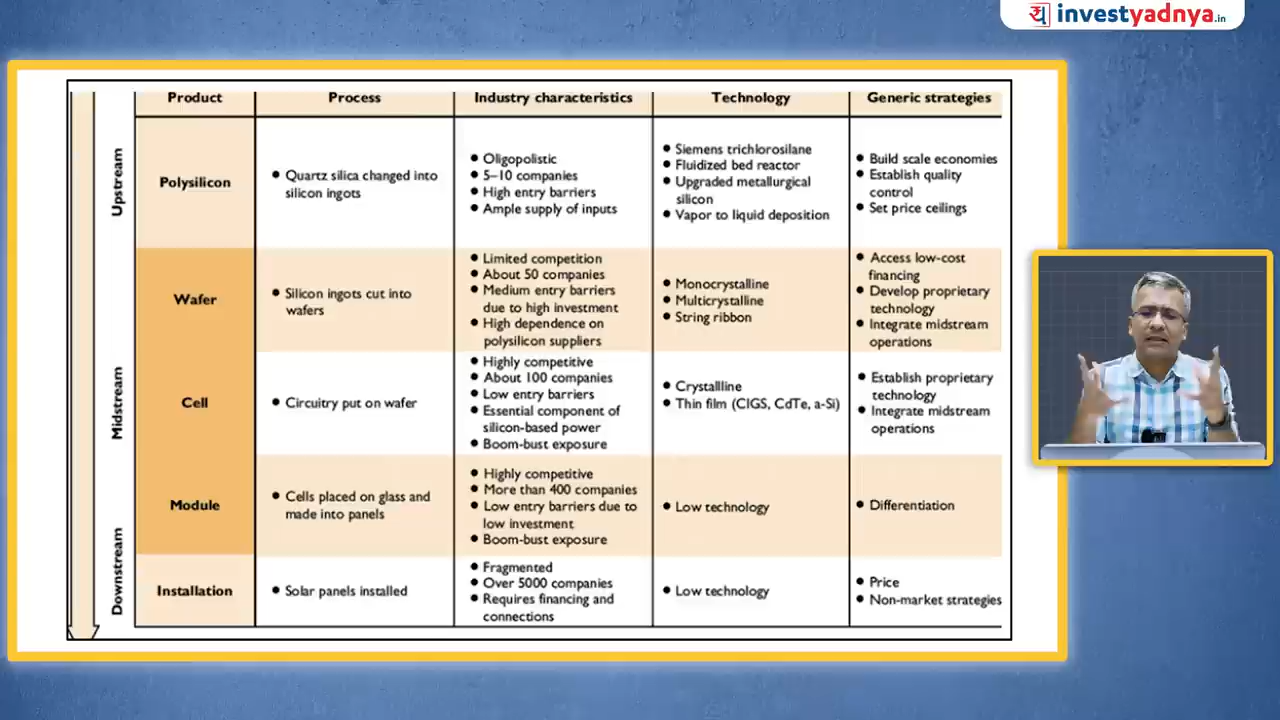 investyadnya.in
Product
Process
Industry characteristics
Technology
Generic strategies
Upstream
Polysilicon
● Quartz silica changed into
silicon ingots
● Oligopolistic
● 5–10 companies
● High entry barriers
● Ample supply of inputs
● Siemens trichlorosilane
● Fluidized bed reactor
● Upgraded metallurgical
silicon
● Vapor to liquid deposition
● Build scale economies
● Establish quality
control
● Set price ceilings
Wafer
● Silicon ingots cut into
wafers
● Limited competition
● About 50 companies
● Medium entry barriers
due to high investment
● High dependence on
polysilicon suppliers
● Monocrystalline
● Multicrystalline
● String ribbon
● Access low-cost
financing
● Develop proprietary
technology
● Integrate midstream
operations
Midstream
Cell
● Circuitry put on wafer
● Highly competitive
● About 100 companies
● Low entry barriers
● Essential component of
silicon-based power
● Boom-bust exposure
● Crystallline
● Thin film (CIGS, CdTe, a-Si)
● Establish proprietary
technology
● Integrate midstream
operations
Module
● Cells placed on glass and
made into panels
● Highly competitive
● More than 400 companies
● Low entry barriers due to
low investment
● Boom-bust exposure
● Low technology
● Differentiation
Downstream
Installation
● Solar panels installed
● Fragmented
● Over 5000 companies
● Requires financing and
connections
● Low technology
● Price
● Non-market strategies